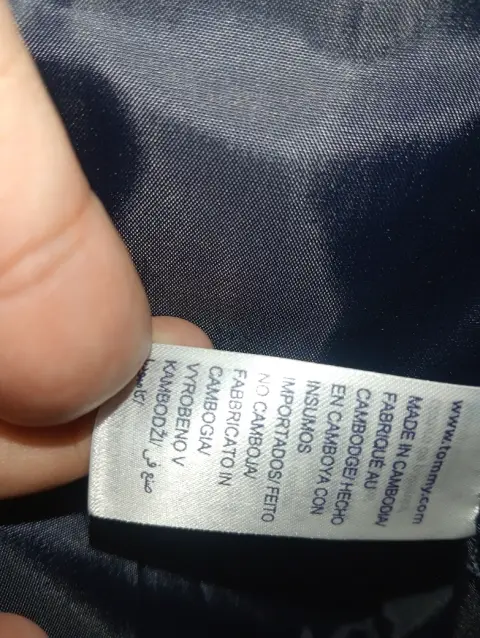 www.tommy.com
MADE IN CAMBODIA/
FABRIQUÉ AU
CAMBODGE/ HECHO
EN CAMBOYA CON
INSUMOS
IMPORTADOS/ FEITO
NO CAMBOJA/
FABBRICATO IN
CAMBOGIA/
VYROBENO V
KAMBODŽI/
صنع في